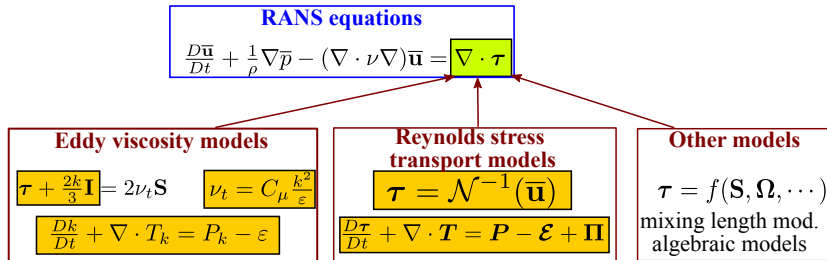 RANS equations
$\frac{D\overline{\mathbf{u}}}{Dt} + \frac{1}{\rho}\nabla\overline{p} - (\nabla \cdot \nu\nabla)\overline{\mathbf{u}} = \nabla \cdot \boldsymbol{\tau}$
Eddy viscosity models
$\boldsymbol{\tau} + \frac{2k}{3}\mathbf{I} = 2\nu_t\mathbf{S}$ $\nu_t = C_\mu\frac{k^2}{\varepsilon}$
$\frac{Dk}{Dt} + \nabla \cdot T_k = P_k - \varepsilon$
Reynolds stress
transport models
$\boldsymbol{\tau} = \mathcal{N}^{-1}(\overline{\mathbf{u}})$
$\frac{D\boldsymbol{\tau}}{Dt} + \nabla \cdot \boldsymbol{T} = \boldsymbol{P} - \boldsymbol{\mathcal{E}} + \boldsymbol{\Pi}$
Other models
$\boldsymbol{\tau} = f(\mathbf{S}, \boldsymbol{\Omega}, \cdots)$
mixing length mod.
algebraic models